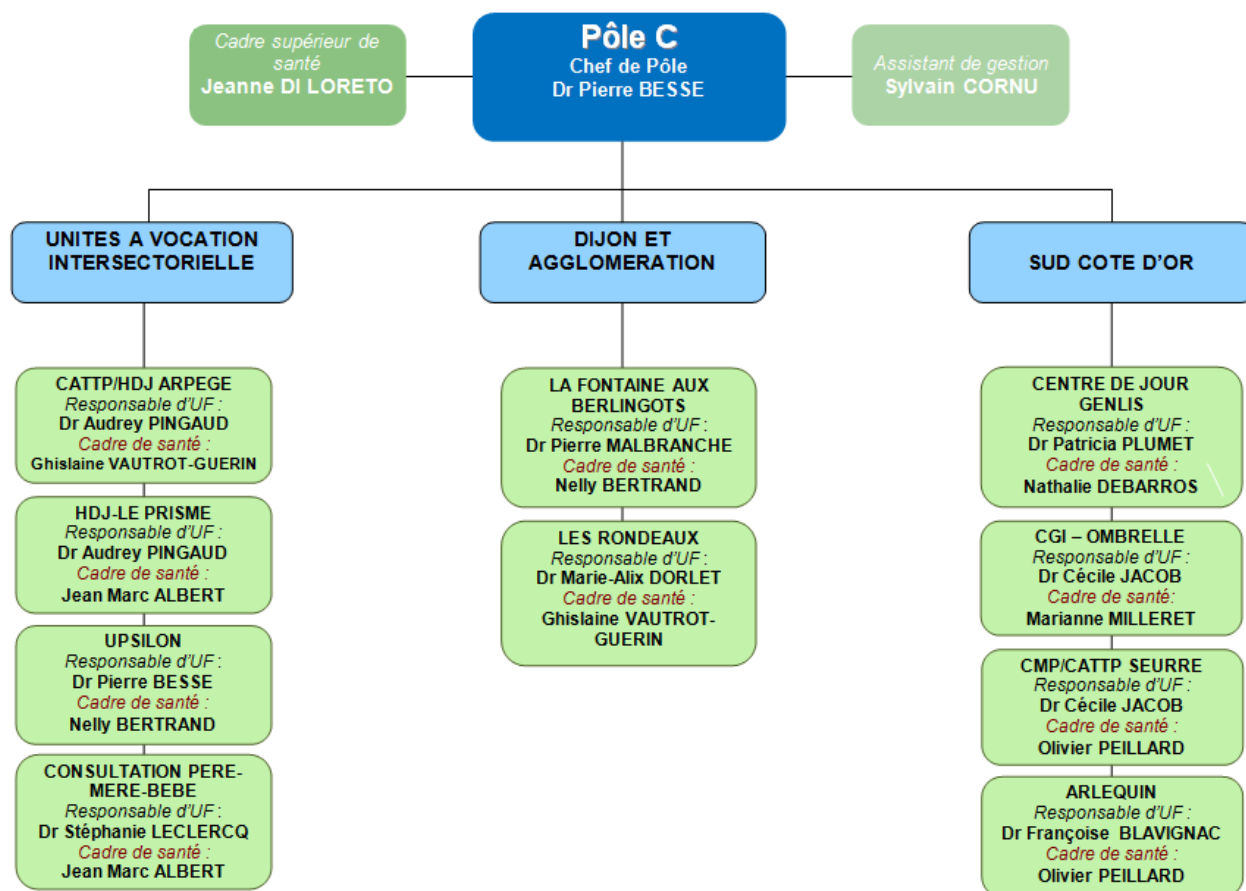 Cadre supérieur de
santé
Jeanne DI LORETO
Pôle C
Chef de Pôle
Dr Pierre BESSE
Assistant de gestion
Sylvain CORNU
UNITES A VOCATION
INTERSECTORIELLE
CATTP/HDJ ARPEGE
Responsable d'UF :
Dr Audrey PINGAUD
Cadre de santé :
Ghislaine VAUTROT-GUERIN
HDJ-LE PRISME
Responsable d'UF :
Dr Audrey PINGAUD
Cadre de santé :
Jean Marc ALBERT
UPSILON
Responsable d'UF :
Dr Pierre BESSE
Cadre de santé :
Nelly BERTRAND
CONSULTATION PERE-
MERE-BEBE
Responsable d'UF :
Dr Stéphanie LECLERCQ
Cadre de santé :
Jean Marc ALBERT
DIJON ET
AGGLOMERATION
LA FONTAINE AUX
BERLINGOTS
Responsable d'UF :
Dr Pierre MALBRANCHE
Cadre de santé :
Nelly BERTRAND
LES RONDEAUX
Responsable d'UF :
Dr Marie-Alix DORLET
Cadre de santé :
Ghislaine VAUTROT-
GUERIN
SUD COTE D'OR
CENTRE DE JOUR
GENLIS
Responsable d'UF :
Dr Patricia PLUMET
Cadre de santé :
Nathalie DEBARROS
CGI – OMBRELLE
Responsable d'UF :
Dr Cécile JACOB
Cadre de santé:
Marianne MILLERET
CMP/CATTP SEURRE
Responsable d'UF :
Dr Cécile JACOB
Cadre de santé :
Olivier PEILLARD
ARLEQUIN
Responsable d'UF :
Dr Françoise BLAVIGNAC
Cadre de santé :
Olivier PEILLARD